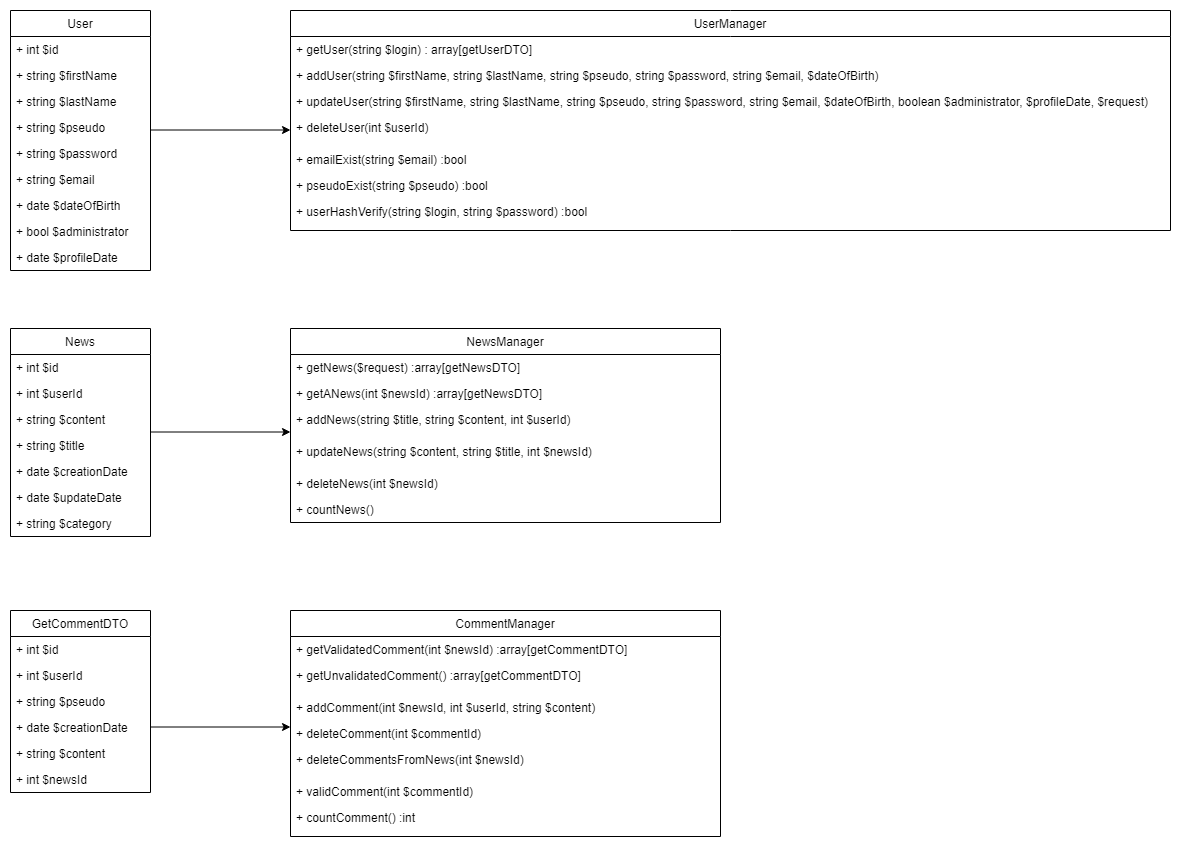 User
+ int $id
+ string $firstName
+ string $lastName
+ string $pseudo
+ string $password
+ string $email
+ date $dateOfBirth
+ bool $administrator
+ date $profileDate
UserManager
+ getUser(string $login) : array[getUserDTO]
+ addUser(string $firstName, string $lastName, string $pseudo, string $password, string $email, $dateOfBirth)
+ updateUser(string $firstName, string $lastName, string $pseudo, string $password, string $email, $dateOfBirth, boolean $administrator, $profileDate, $request)
+ deleteUser(int $userId)
+ emailExist(string $email) :bool
+ pseudoExist(string $pseudo) :bool
+ userHashVerify(string $login, string $password) :bool
News
+ int $id
+ int $userId
+ string $content
+ string $title
+ date $creationDate
+ date $updateDate
+ string $category
NewsManager
+ getNews($request) :array[getNewsDTO]
+ getANews(int $newsId) :array[getNewsDTO]
+ addNews(string $title, string $content, int $userId)
+ updateNews(string $content, string $title, int $newsId)
+ deleteNews(int $newsId)
+ countNews()
GetCommentDTO
+ int $id
+ int $userId
+ string $pseudo
+ date $creationDate
+ string $content
+ int $newsId
CommentManager
+ getValidatedComment(int $newsId) :array[getCommentDTO]
+ getUnvalidatedComment() :array[getCommentDTO]
+ addComment(int $newsId, int $userId, string $content)
+ deleteComment(int $commentId)
+ deleteCommentsFromNews(int $newsId)
+ validComment(int $commentId)
+ countComment() :int